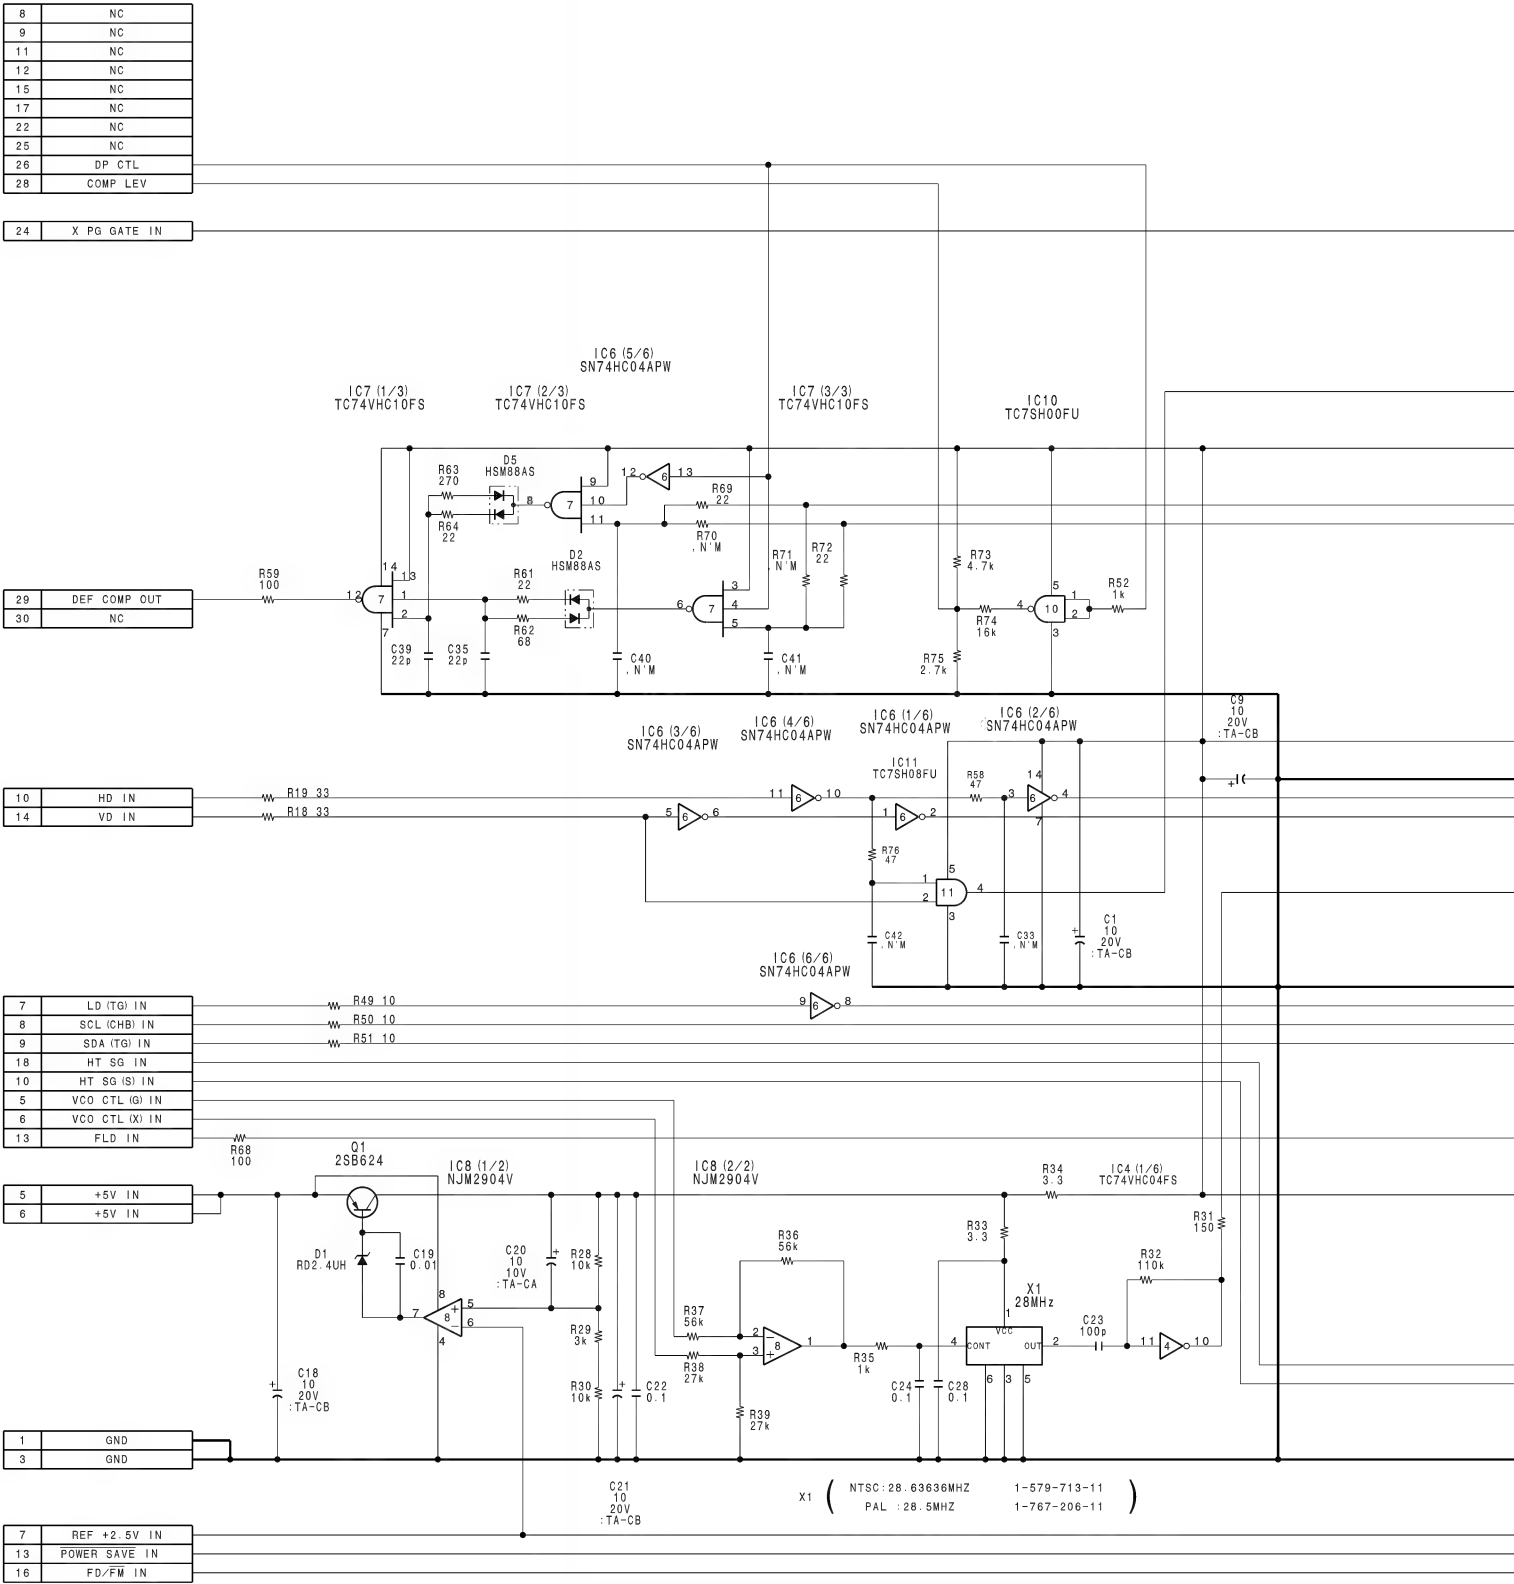 8 NC
9 NC
11 NC
12 NC
15 NC
17 NC
22 NC
25 NC
26 DP CTL
28 COMP LEV
24 X PG GATE IN
IC6 (5/6)
SN74HC04APW
IC7 (1/3)
TC74VHC10FS
IC7 (2/3)
TC74VHC10FS
IC7 (3/3)
TC74VHC10FS
IC10
TC7SH00FU
D5
HSM88AS
R63
270
R64
22
8
7
9
10
11
12
6
13
R69
22
R70
.N'M
R71
.N'M
R72
22
R73
4.7k
D2
HSM88AS
14
13
R59
100
29 DEF COMP OUT
30 NC
12
7
1
2
7
R61
22
R62
68
6
7
3
4
5
R74
16k
4
10
5
1
2
3
R52
1k
C39
22p
C35
22p
C40
.N'M
C41
.N'M
R75
2.7k
C9
10
20V
:TA-CB
+
IC6 (3/6)
SN74HC04APW
IC6 (4/6)
SN74HC04APW
IC6 (1/6)
SN74HC04APW
IC6 (2/6)
SN74HC04APW
IC11
TC7SH08FU
10 HD IN
14 VD IN
R19 33
R18 33
5
6
6
11
6
10
1
6
2
R58
47
3
14
6
4
7
R76
47
1
2
5
11
4
3
C42
.N'M
C33
.N'M
+
C1
10
20V
:TA-CB
IC6 (6/6)
SN74HC04APW
9
6
8
7 LD (TG) IN
8 SCL (CHB) IN
9 SDA (TG) IN
18 HT SG IN
10 HT SG (S) IN
5 VCO CTL (G) IN
6 VCO CTL (X) IN
13 FLD IN
R49 10
R50 10
R51 10
R68
100
Q1
2SB624
IC8 (1/2)
NJM2904V
IC8 (2/2)
NJM2904V
R34
3.3
IC4 (1/6)
TC74VHC04FS
5 +5V IN
6 +5V IN
D1
RD2.4UH
C19
0.01
C20
10
10V
:TA-CA
+
R28
10k
R33
3.3
R31
150
R32
110k
R36
56k
X1
28MHz
7
8
8
+
−
5
6
4
R29
3k
R37
56k
R38
27k
2
3
−
+
8
1
R35
1k
4
CONT
1
VCC
OUT
2
6
3
5
C23
100p
11
4
10
+
C18
10
20V
:TA-CB
R30
10k
+
C22
0.1
R39
27k
C24
0.1
C28
0.1
1 GND
3 GND
C21
10
20V
:TA-CB
X1 ( NTSC:28.63636MHZ 1-579-713-11
PAL :28.5MHZ 1-767-206-11 )
7 REF +2.5V IN
13 POWER SAVE IN
16 FD/FM IN